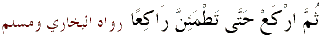 ثُمَّ ارْكَعْ حَتَّى تَطْمَئِنَّ رَاكِعًا رواه البخاري ومسلم